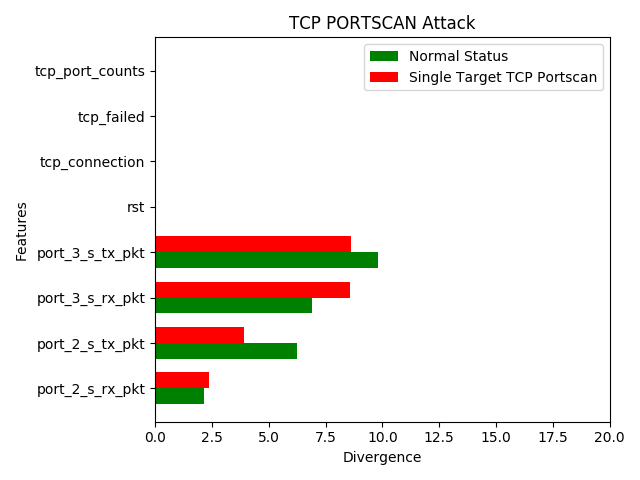 TCP PORTSCAN Attack
Normal Status
Single Target TCP Portscan
Features
tcp_port_counts
tcp_failed
tcp_connection
rst
port_3_s_tx_pkt
port_3_s_rx_pkt
port_2_s_tx_pkt
port_2_s_rx_pkt
0.0 2.5 5.0 7.5 10.0 12.5 15.0 17.5 20.0
Divergence